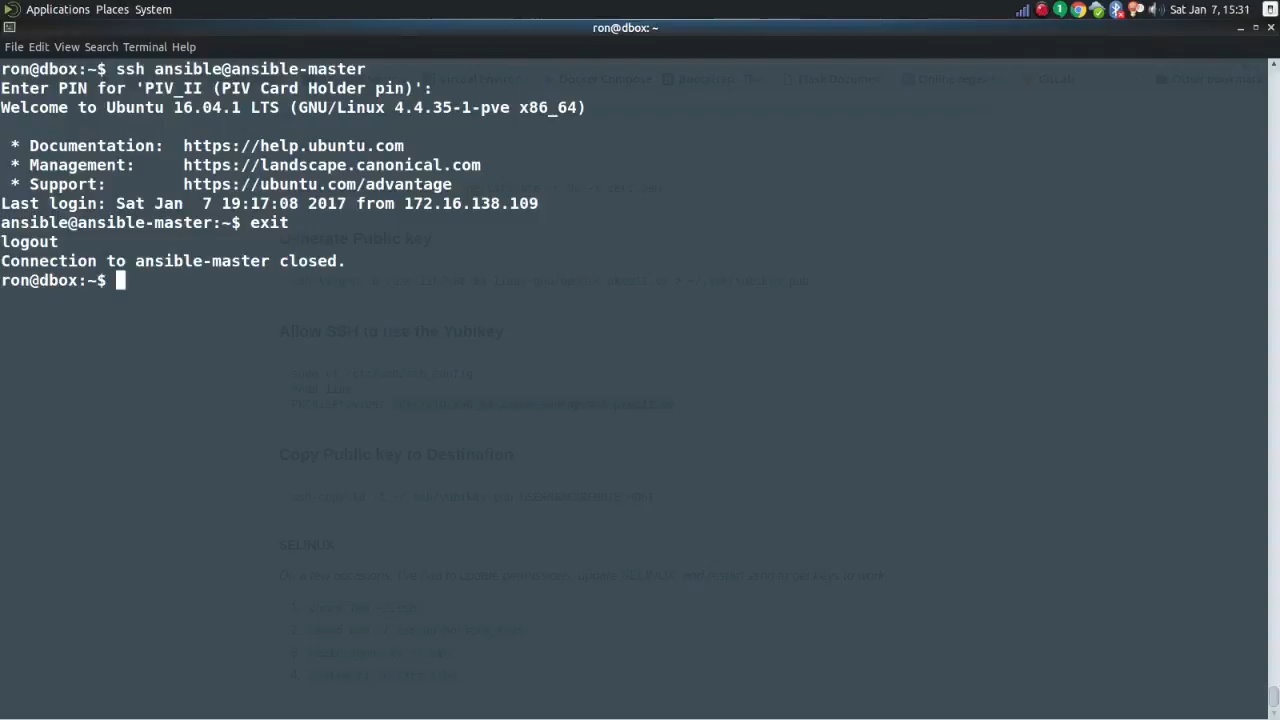 Applications Places System
Sat Jan 7, 15:31
ron@dbox: ~
File Edit View Search Terminal Help
ron@dbox:~$ ssh ansible@ansible-master
Enter PIN for 'PIV_II (PIV Card Holder pin)':
Welcome to Ubuntu 16.04.1 LTS (GNU/Linux 4.4.35-1-pve x86_64)
* Documentation: https://help.ubuntu.com
* Management: https://landscape.canonical.com
* Support: https://ubuntu.com/advantage
Last login: Sat Jan 7 19:17:08 2017 from 172.16.138.109
ansible@ansible-master:~$ exit
logout
Connection to ansible-master closed.
ron@dbox:~$
Generate Public key
Allow SSH to use the Yubikey
Copy Public key to Destination
SELINUX